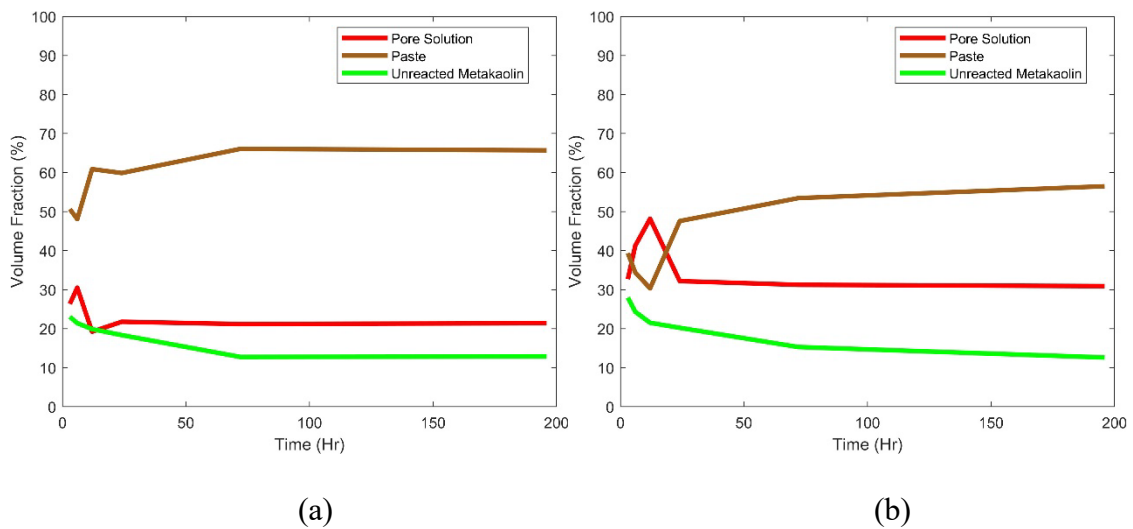 100
90
80
70
60
50
40
30
20
10
0
Volume Fraction (%)
Pore Solution
Paste
Unreacted Metakaolin
0 50 100 150 200
Time (Hr)
(a)
100
90
80
70
60
50
40
30
20
10
0
Volume Fraction (%)
Pore Solution
Paste
Unreacted Metakaolin
0 50 100 150 200
Time (Hr)
(b)